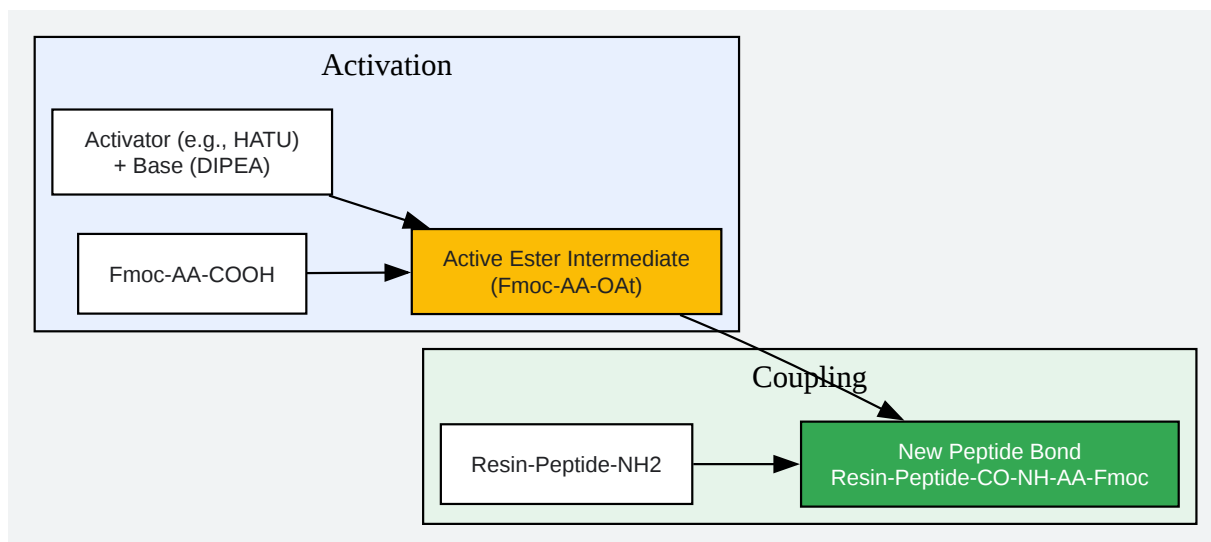 Activation
Activator (e.g., HATU)
+ Base (DIPEA)
Fmoc-AA-COOH
Active Ester Intermediate
(Fmoc-AA-OAt)
Coupling
Resin-Peptide-NH2
New Peptide Bond
Resin-Peptide-CO-NH-AA-Fmoc